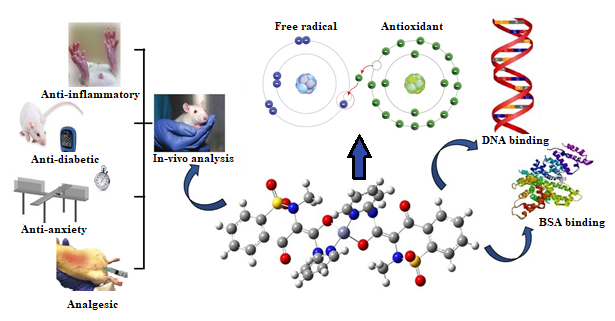 Free radical
Antioxidant
Anti-inflammatory
Anti-diabetic
In-vivo analysis
DNA binding
Anti-anxiety
BSA binding
Analgesic